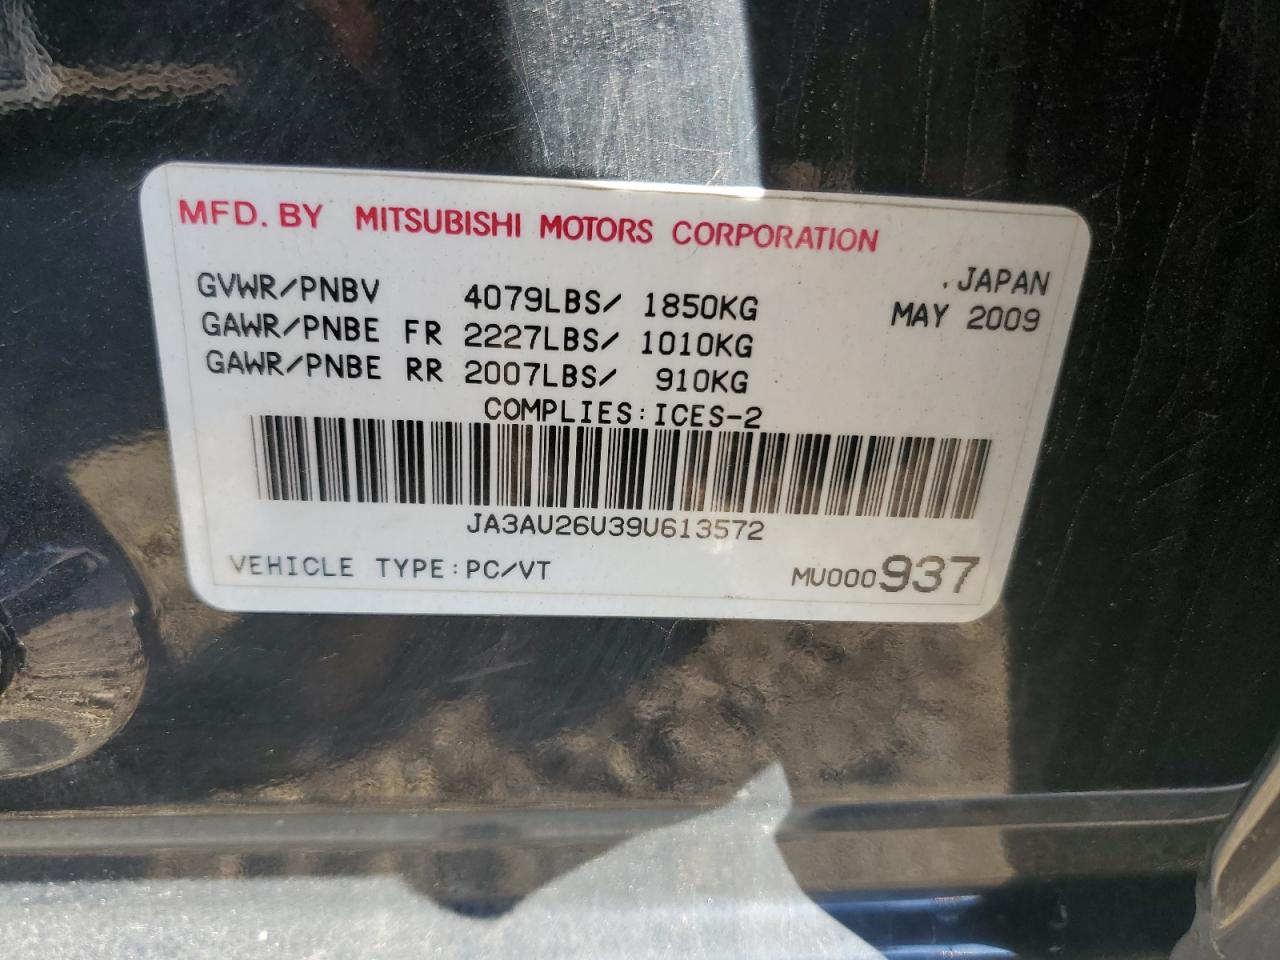 MFD. BY MITSUBISHI MOTORS CORPORATION
GVWR/PNBV 4079LBS/ 1850KG .JAPAN
GAWR/PNBE FR 2227LBS/ 1010KG MAY 2009
GAWR/PNBE RR 2007LBS/ 910KG
COMPLIES:ICES-2
JA3AU26U39U613572
VEHICLE TYPE:PC/VT MU000937